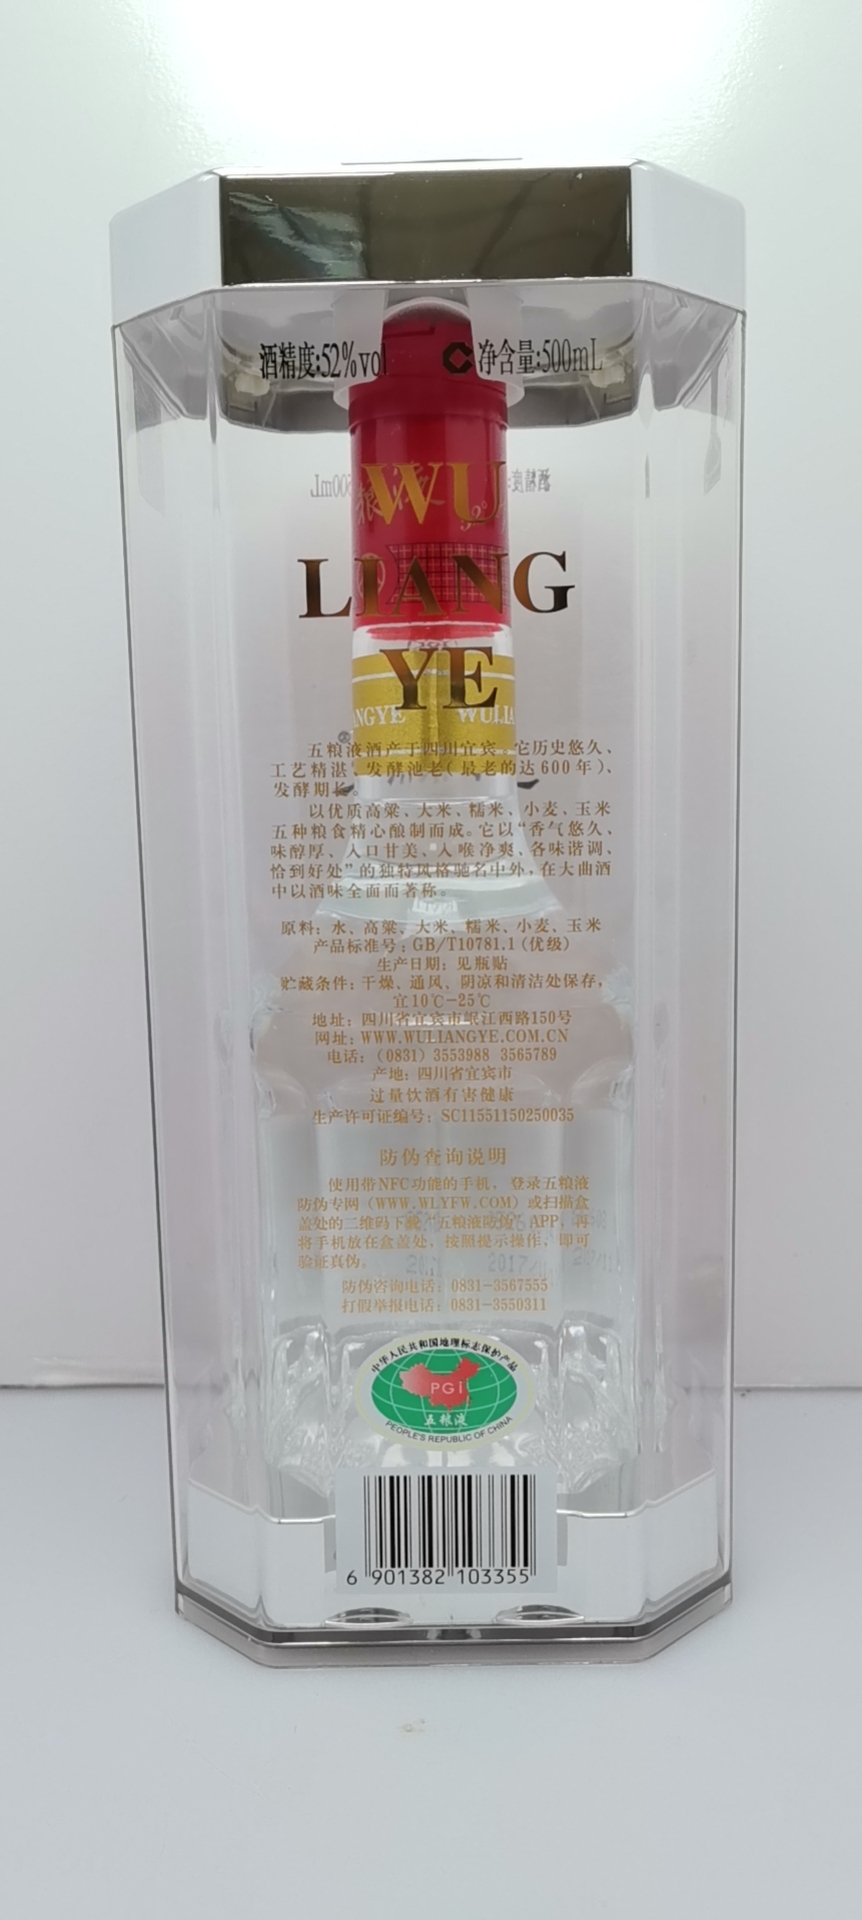 酒精度:52%vol 净含量:500mL
WU
LIANG
YE
NGYE WULIA
五粮液酒产于四川宜宾。它历史悠久、
工艺精湛、发酵池老(最老的达600年)、
发酵期长。
以优质高粱、大米、糯米、小麦、玉米
五种粮食精心酿制而成。它以“香气悠久、
味醇厚、入口甘美、入喉净爽、各味谐调、
恰到好处”的独特风格驰名中外，在大曲酒
中以酒味全面而著称。
原料: 水、高粱、大米、糯米、小麦、玉米
产品标准号: GB/T10781.1(优级)
生产日期: 见瓶贴
贮藏条件: 干燥、通风、阴凉和清洁处保存，
宜10℃-25℃
地址: 四川省宜宾市岷江西路150号
网址: WWW.WULIANGYE.COM.CN
电话: (0831) 3553988 3565789
产地: 四川省宜宾市
过量饮酒有害健康
生产许可证编号: SC11551150250035
防伪查询说明
使用带NFC功能的手机，登录五粮液
防伪专网（WWW.WLYFW.COM）或扫描盒
盖处的二维码下载“五粮液防伪”APP，再
将手机放在盒盖处，按照提示操作，即可
验证真伪。
防伪咨询电话: 0831-3567555
打假举报电话: 0831-3550311
中华人民共和国地理标志保护产品
PGI
五粮液
PEOPLE'S REPUBLIC OF CHINA
6 901382 103355